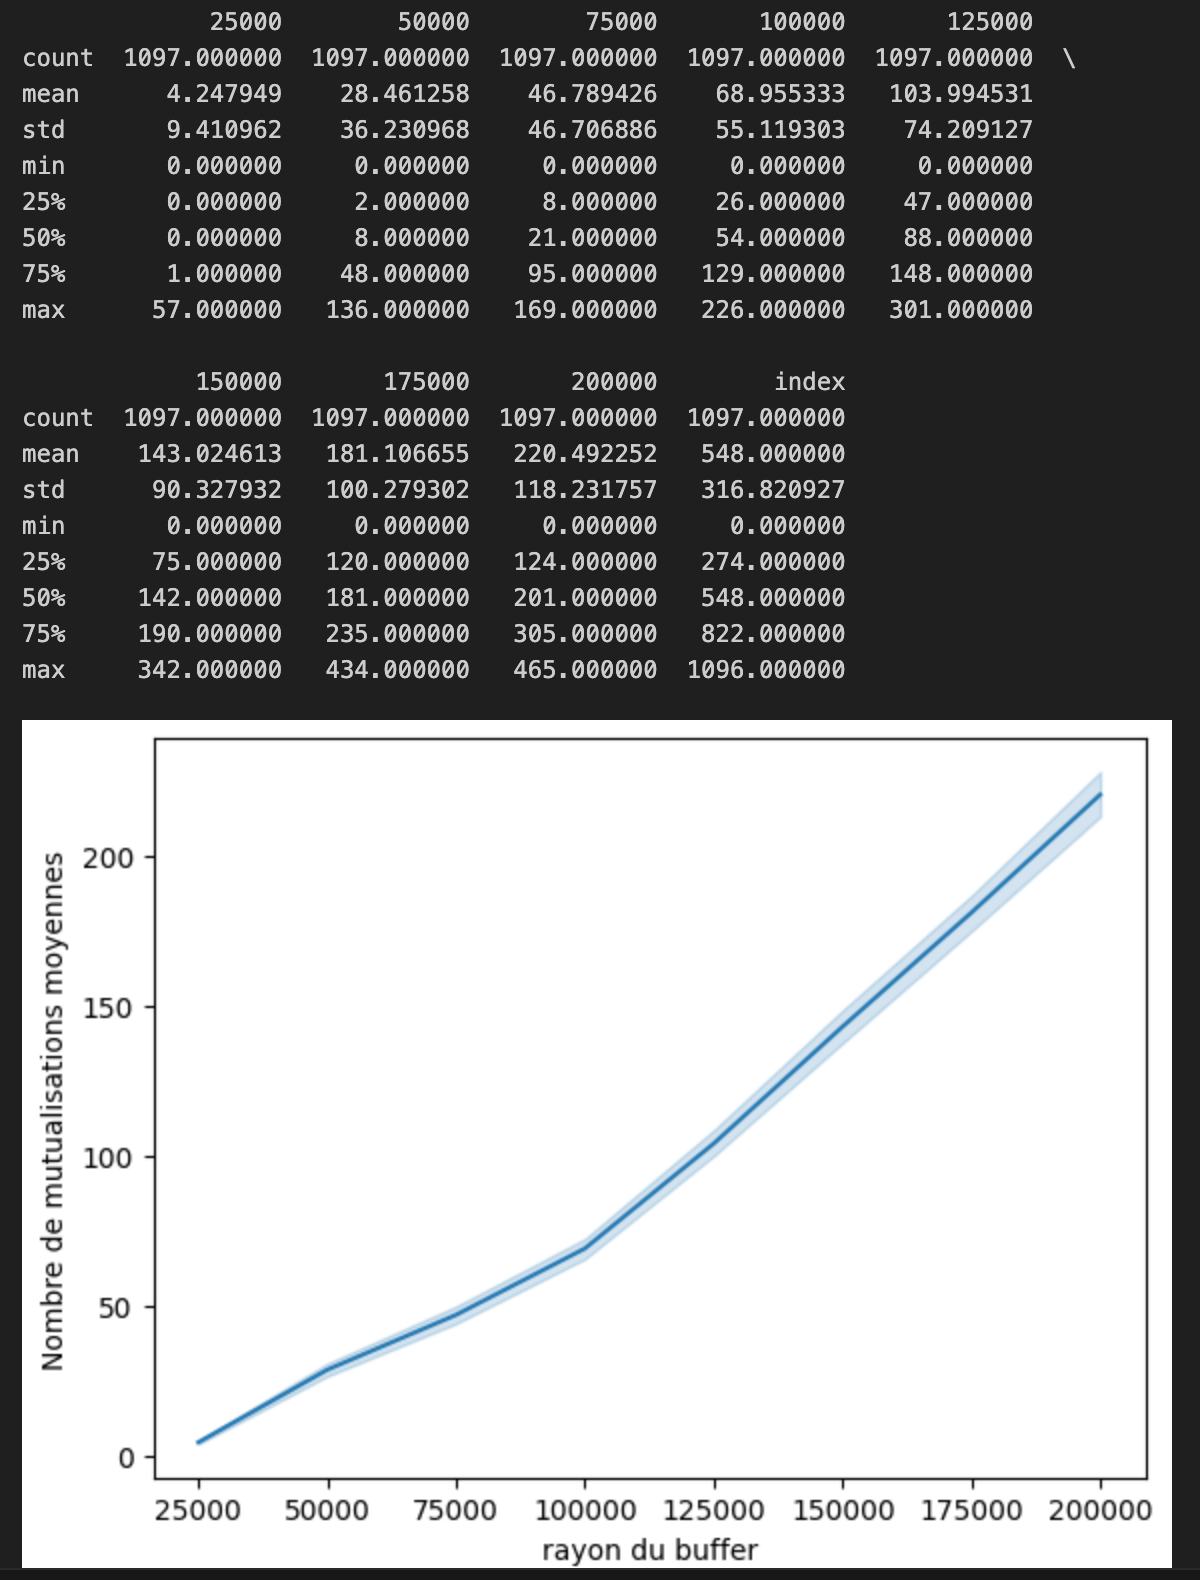 25000 50000 75000 100000 125000
count 1097.000000 1097.000000 1097.000000 1097.000000 1097.000000 \
mean 4.247949 28.461258 46.789426 68.955333 103.994531
std 9.410962 36.230968 46.706886 55.119303 74.209127
min 0.000000 0.000000 0.000000 0.000000 0.000000
25% 0.000000 2.000000 8.000000 26.000000 47.000000
50% 0.000000 8.000000 21.000000 54.000000 88.000000
75% 1.000000 48.000000 95.000000 129.000000 148.000000
max 57.000000 136.000000 169.000000 226.000000 301.000000
150000 175000 200000 index
count 1097.000000 1097.000000 1097.000000 1097.000000
mean 143.024613 181.106655 220.492252 548.000000
std 90.327932 100.279302 118.231757 316.820927
min 0.000000 0.000000 0.000000 0.000000
25% 75.000000 120.000000 124.000000 274.000000
50% 142.000000 181.000000 201.000000 548.000000
75% 190.000000 235.000000 305.000000 822.000000
max 342.000000 434.000000 465.000000 1096.000000
Nombre de mutualisations moyennes
200
150
100
50
0
25000 50000 75000 100000 125000 150000 175000 200000
rayon du buffer